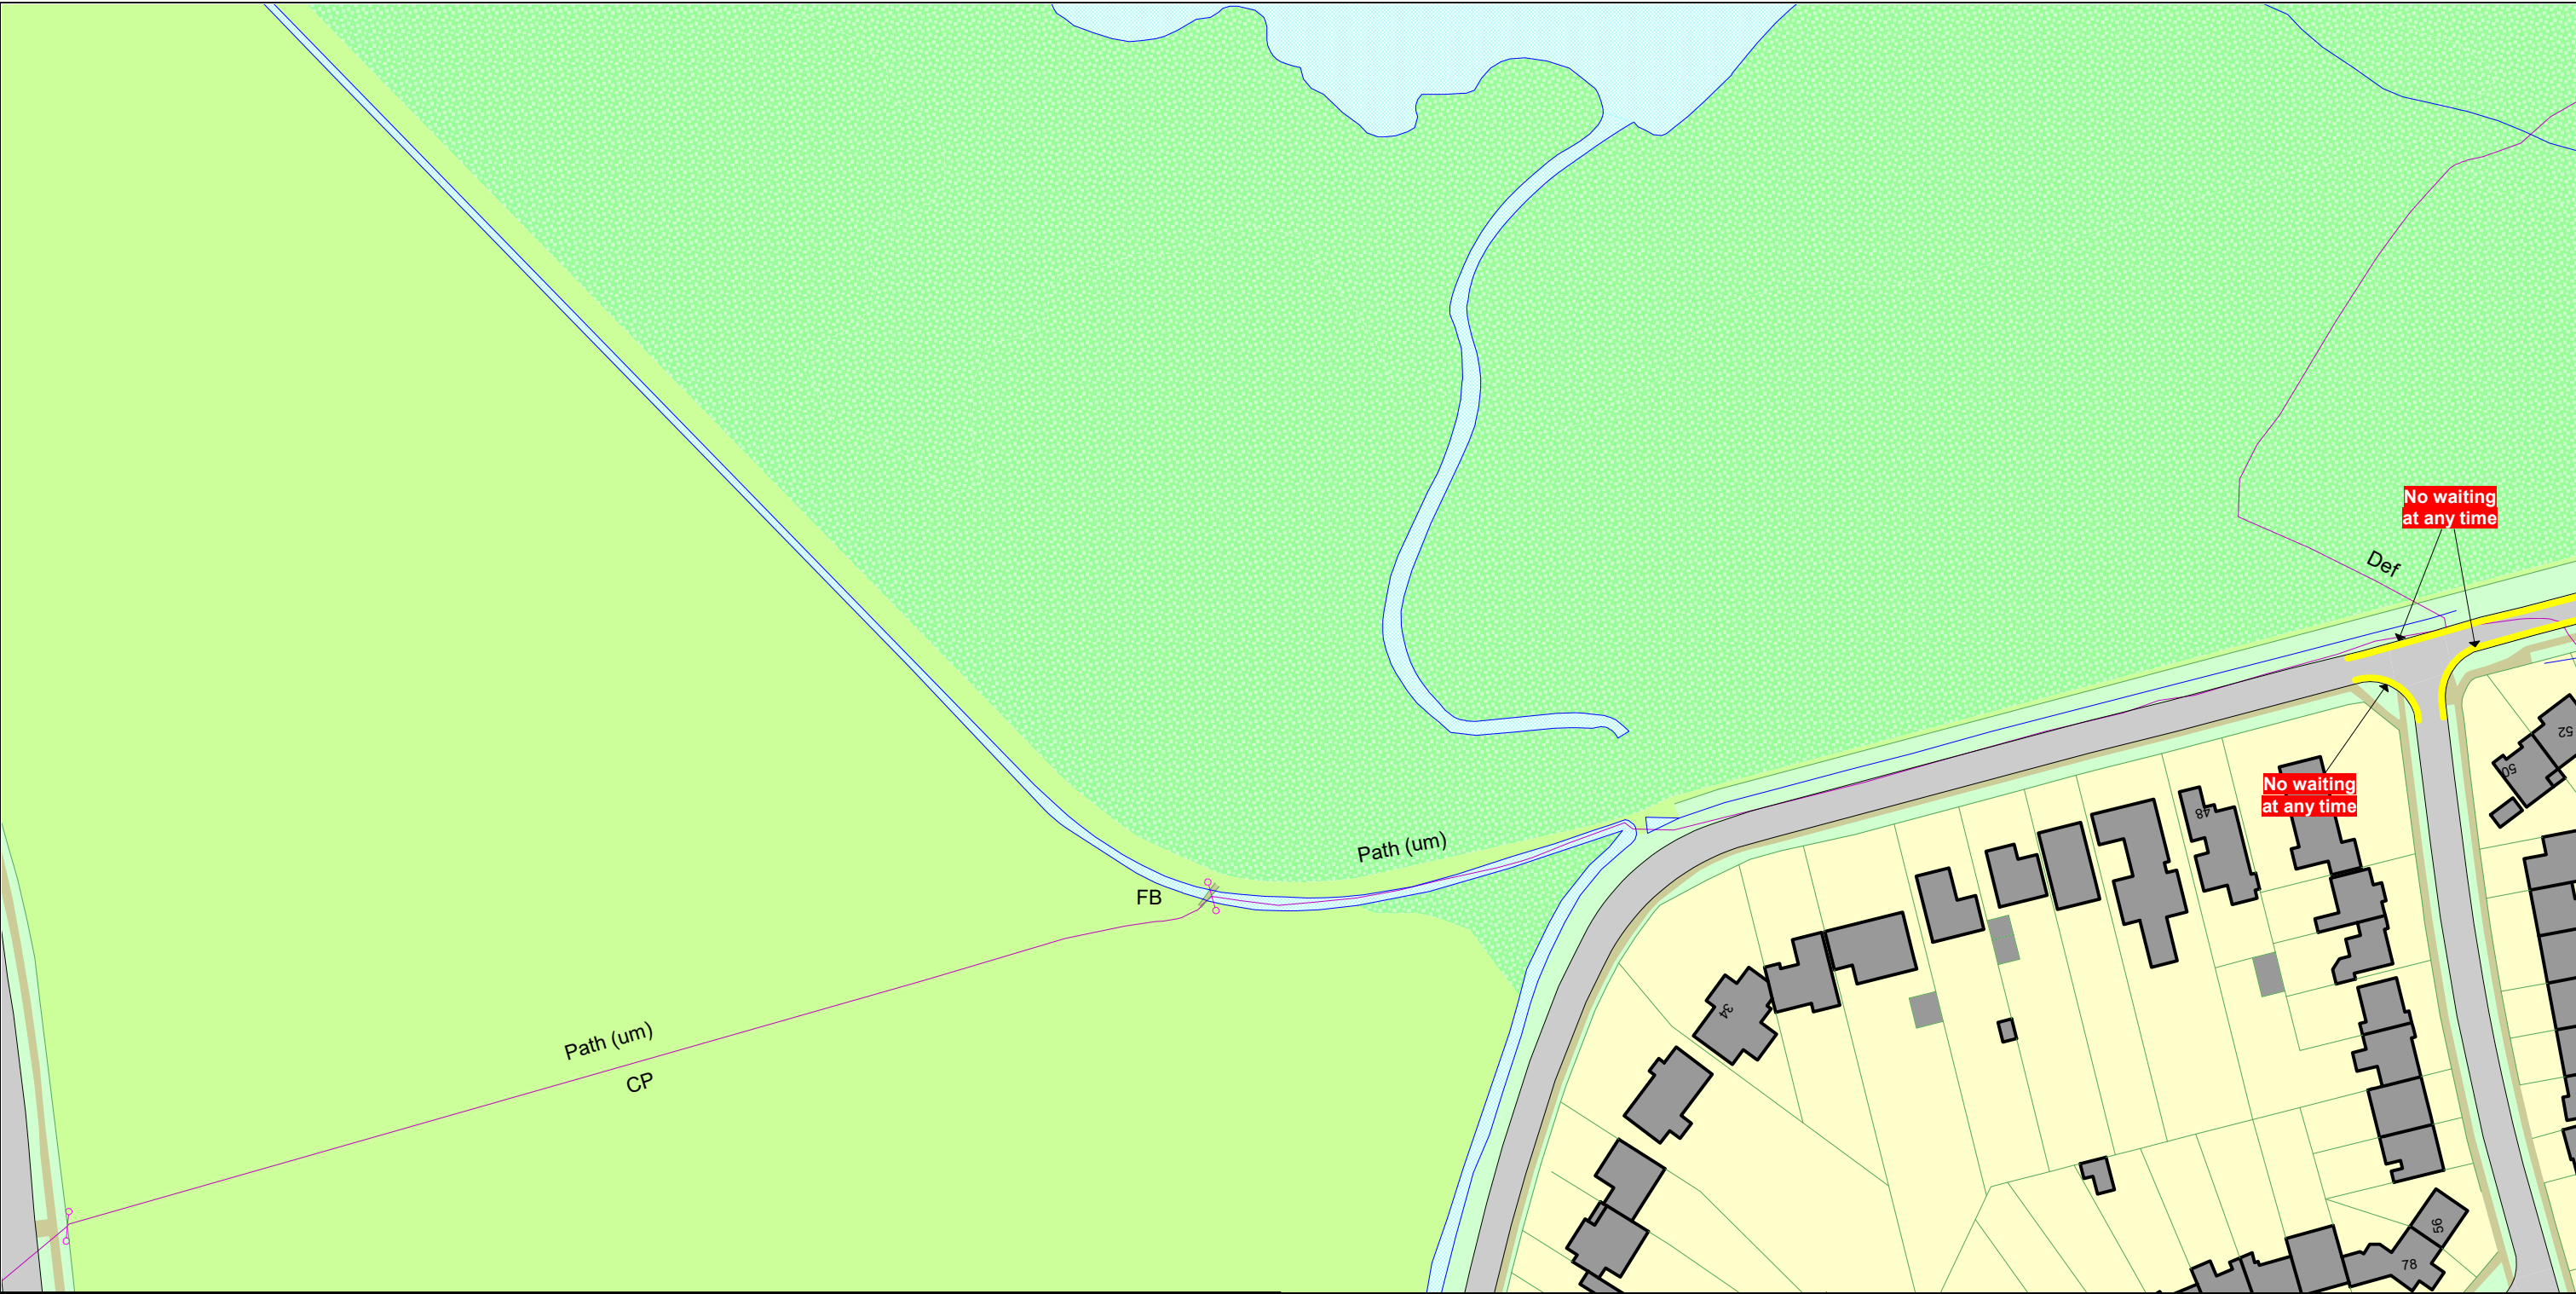 No waiting
at any time
Def
52
50
No waiting
at any time
48
Path (um)
FB
34
Path (um)
CP
56
78